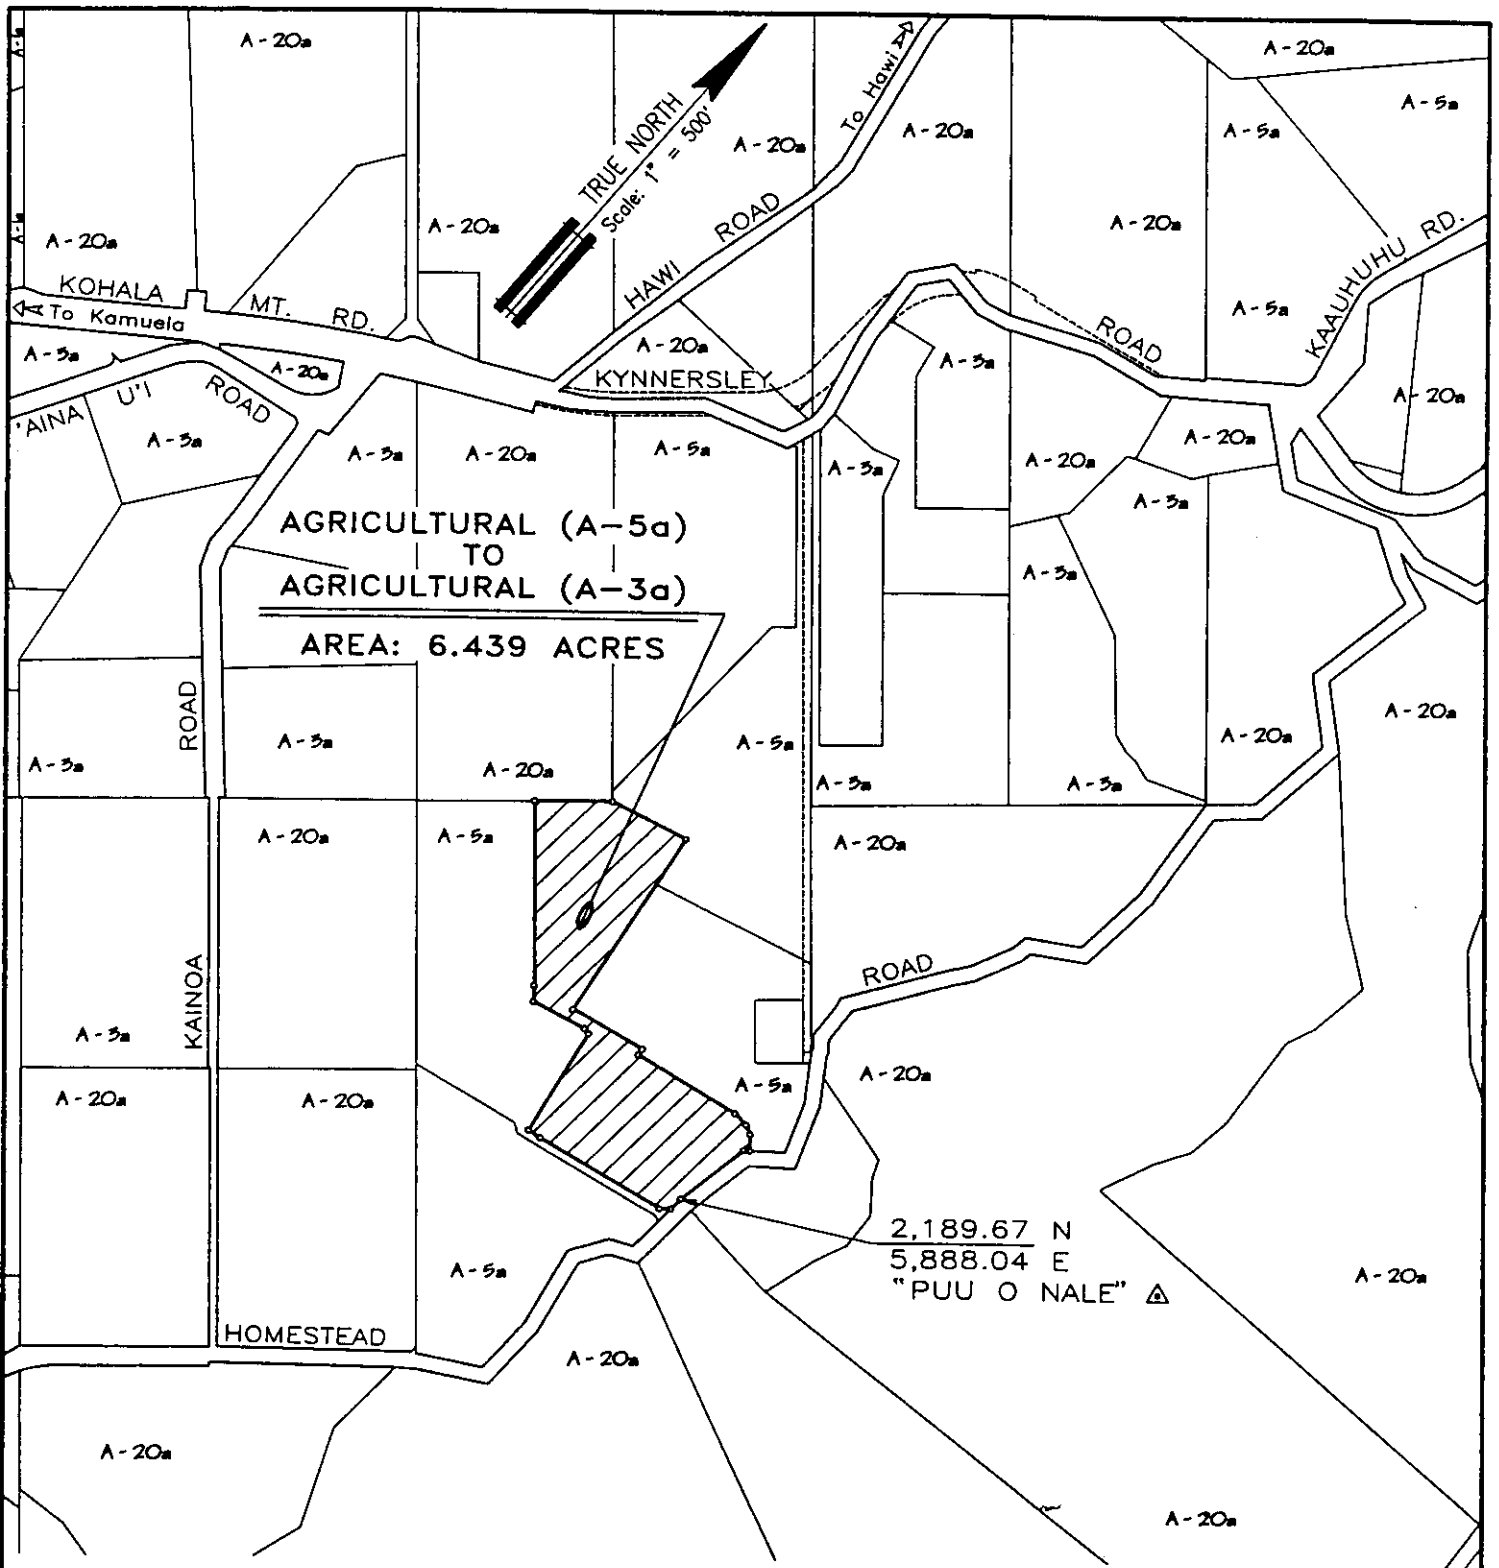 A-1a
A-20a
A-20a
A-5a
TRUE NORTH
Scale: 1" = 500'
To Hawi
A-20a
A-20a
A-5a
A-1a
A-20a
A-20a
A-20a
KAAUHUHU RD.
HAWI ROAD
KOHALA MT. RD.
To Kamuela
A-5a
ROAD
A-3a
A-20a
A-20a
A-3a
KYNNERSLEY
'AINA U'I ROAD
A-20a
A-3a
A-3a
A-20a
A-5a
A-3a
A-20a
A-20a
A-3a
AGRICULTURAL (A-5a)
TO
AGRICULTURAL (A-3a)
AREA: 6.439 ACRES
A-3a
ROAD
A-3a
A-3a
A-20a
A-5a
A-3a
A-3a
A-20a
A-20a
A-20a
A-5a
A-20a
KAINOA
ROAD
A-3a
A-20a
A-20a
A-5a
A-20a
2,189.67 N
5,888.04 E
"PUU O NALE"
A-5a
A-20a
HOMESTEAD
A-20a
A-20a
A-20a